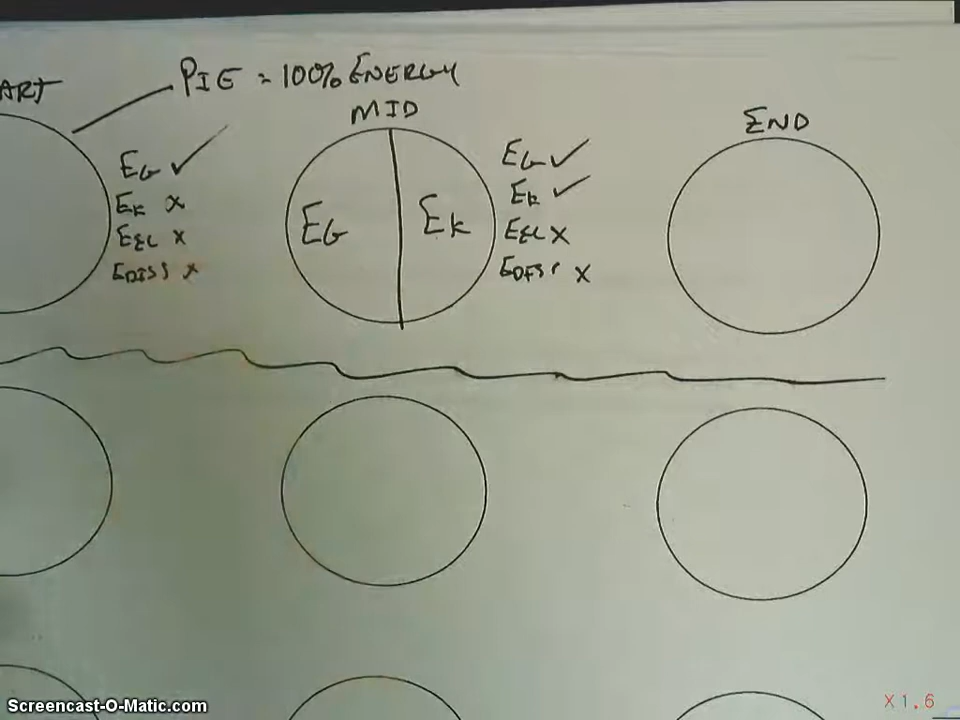 PIE = 100% ENERGY
ART
MID
END
EG ✓
EK X
EEL X
EDISS X
EG
EK
EG ✓
EK ✓
EEL X
X
Screencast-O-Matic.com
X1.6